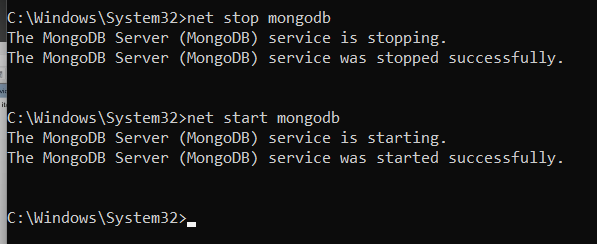 C:\Windows\System32>net stop mongodb
The MongoDB Server (MongoDB) service is stopping.
The MongoDB Server (MongoDB) service was stopped successfully.
C:\Windows\System32>net start mongodb
The MongoDB Server (MongoDB) service is starting.
The MongoDB Server (MongoDB) service was started successfully.
C:\Windows\System32>